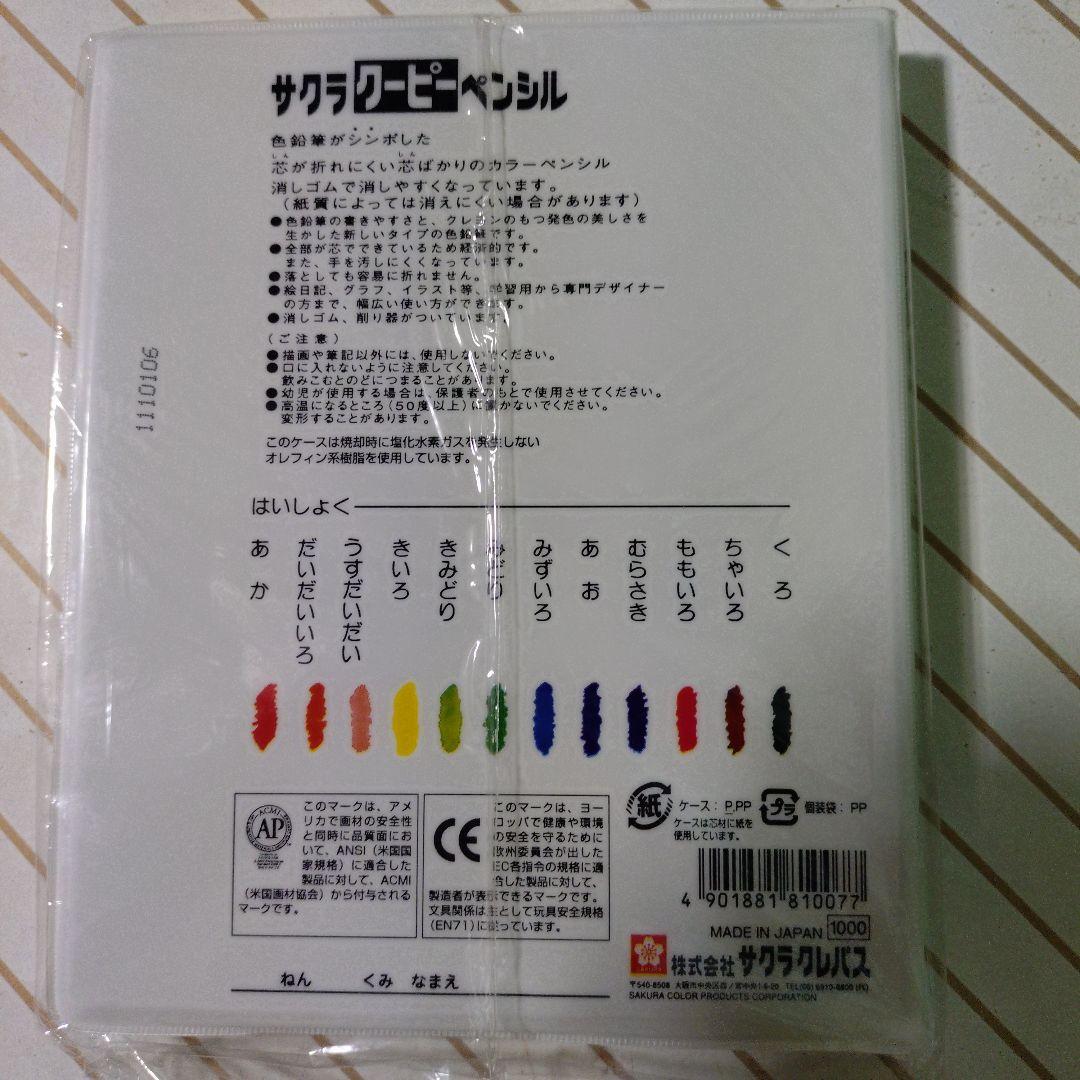 サクラクーピーペンシル
色鉛筆がシンボした
芯が折れにくい芯ばかりのカラーペンシル
しん しん
消しゴムで消しやすくなっています。
(紙質によっては消えにくい場合があります)
●色鉛筆の書きやすさと、クレヨンのもつ発色の美しさを
生かした新しいタイプの色鉛筆です。
●全部が芯でできているため経済的です。
また、手を汚しにくくなっています。
●落としても容易に折れません。
●絵日記、グラフ、イラスト等、学習用から専門デザイナー
の方まで、幅広い使い方ができます。
●消しゴム、削り器がついています。
(ご注意)
●描画や筆記以外には、使用しないでください。
●口に入れないように注意してください。
飲みこむとのどにつまることがあります。
●幼児が使用する場合は、保護者のもとで使用させてください。
●高温になるところ(50度以上)に置かないでください。
変形することがあります。
このケースは焼却時に塩化水素ガスを発生しない
オレフィン系樹脂を使用しています。
1110106
はいしょく
あか
だいだいいろ
うすだいだい
きいろ
きみどり
みどり
みずいろ
あお
むらさき
ももいろ
ちゃいろ
くろ
ACMI
AP
このマークは、アメ
リカで画材の安全性
と同時に品質面にお
いて、ANSI(米国国
家規格)に適合した
製品に対して、ACMI
(米国画材協会)から付与される
マークです。
CE
このマークは、ヨー
ロッパで健康や環境
の安全を守るために
欧州委員会が出した
EC各指令の規格に適
合した製品に対して、
製造者が表示できるマークです。
文具関係は主として玩具安全規格
(EN71)に従っています。
紙
ケース:P,PP
ケースは芯材に紙を
使用しています。
プラ
個装袋:PP
4 901881 810077
MADE IN JAPAN 1000
株式会社 サクラクレパス
〒540-8508 大阪市中央区森ノ宮中央1-6-20 TEL(06)6910-8800(代)
SAKURA COLOR PRODUCTS CORPORATION
ねん くみ なまえ